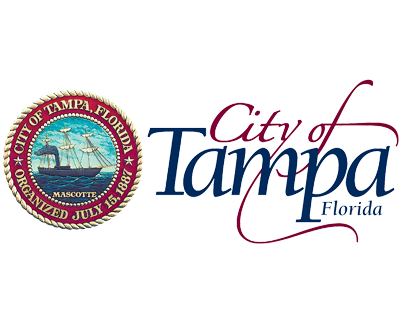 CITY OF TAMPA, FLORIDA
MASCOTTE
ORGANIZED JULY 15, 1887
City of
Tampa
Florida